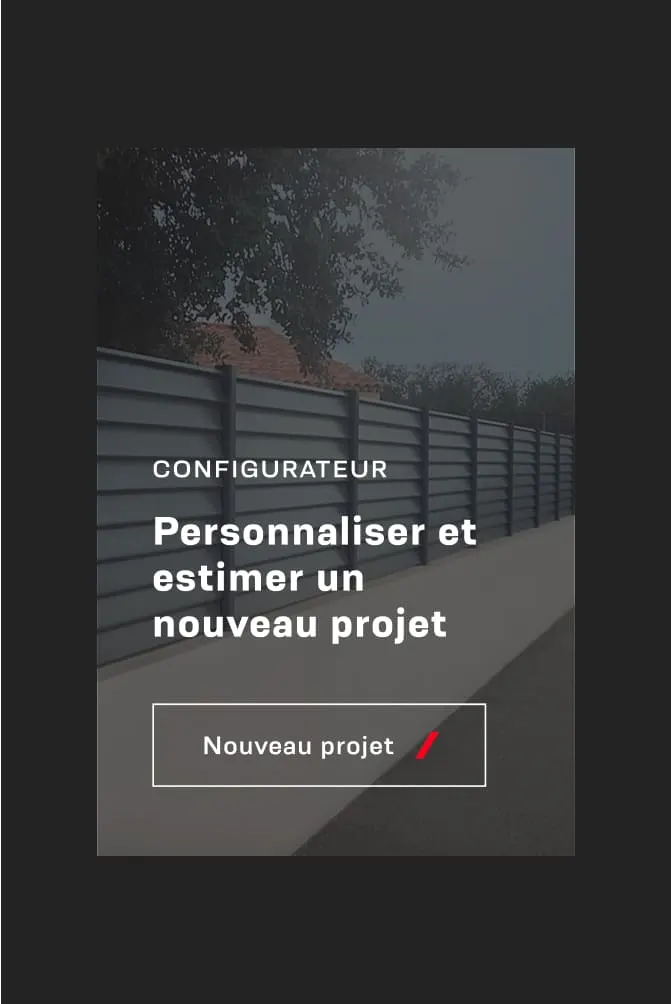 CONFIGURATEUR
Personnaliser et
estimer un
nouveau projet
Nouveau projet